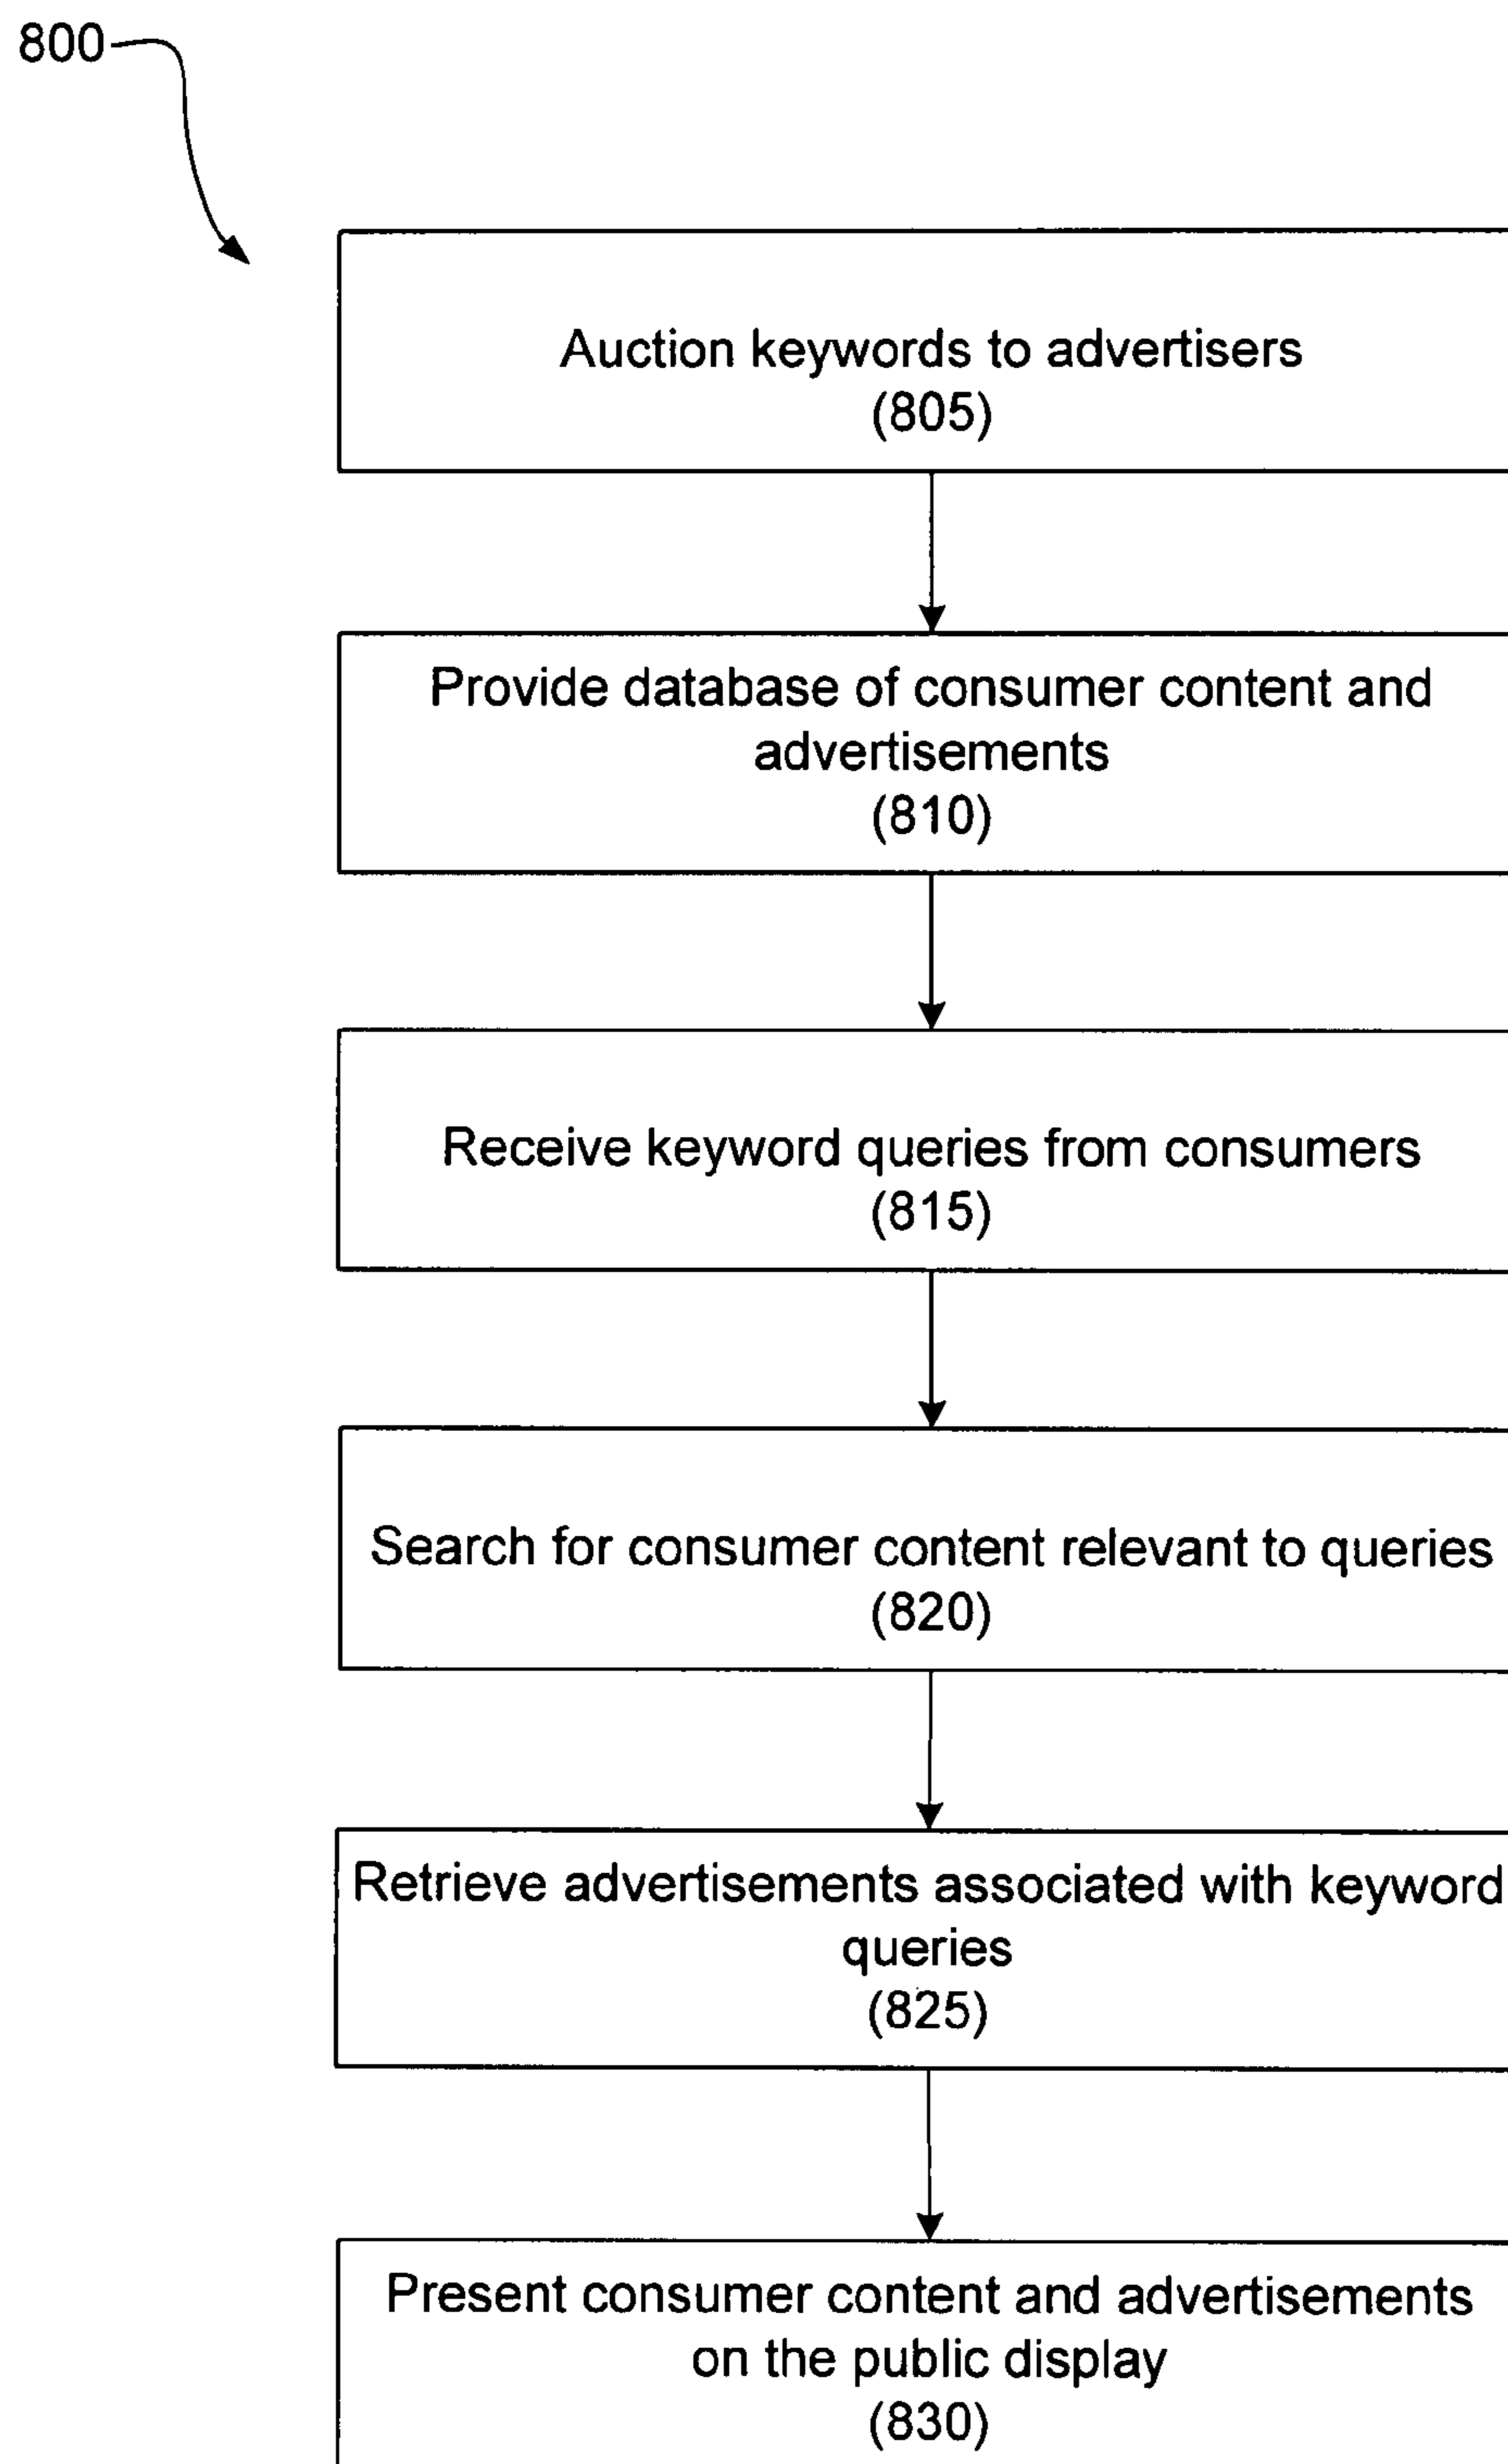 800
Auction keywords to advertisers
(805)
Provide database of consumer content and
advertisements
(810)
Receive keyword queries from consumers
(815)
Search for consumer content relevant to queries
(820)
Retrieve advertisements associated with keyword
queries
(825)
Present consumer content and advertisements
on the public display
(830)